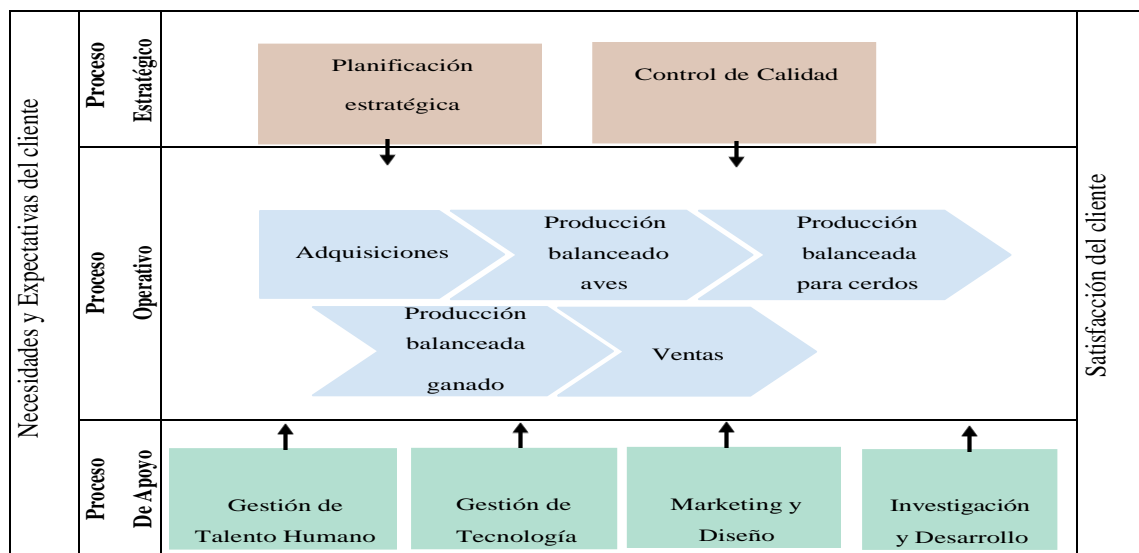 Necesidades y Expectativas del cliente
Proceso
Estratégico
Planificación
estratégica
Control de Calidad
Proceso
Operativo
Adquisiciones
Producción
balanceado
aves
Producción
balanceada
para cerdos
Producción
balanceada
ganado
Ventas
Proceso
De Apoyo
Gestión de
Talento Humano
Gestión de
Tecnología
Marketing y
Diseño
Investigación
y Desarrollo
Satisfacción del cliente